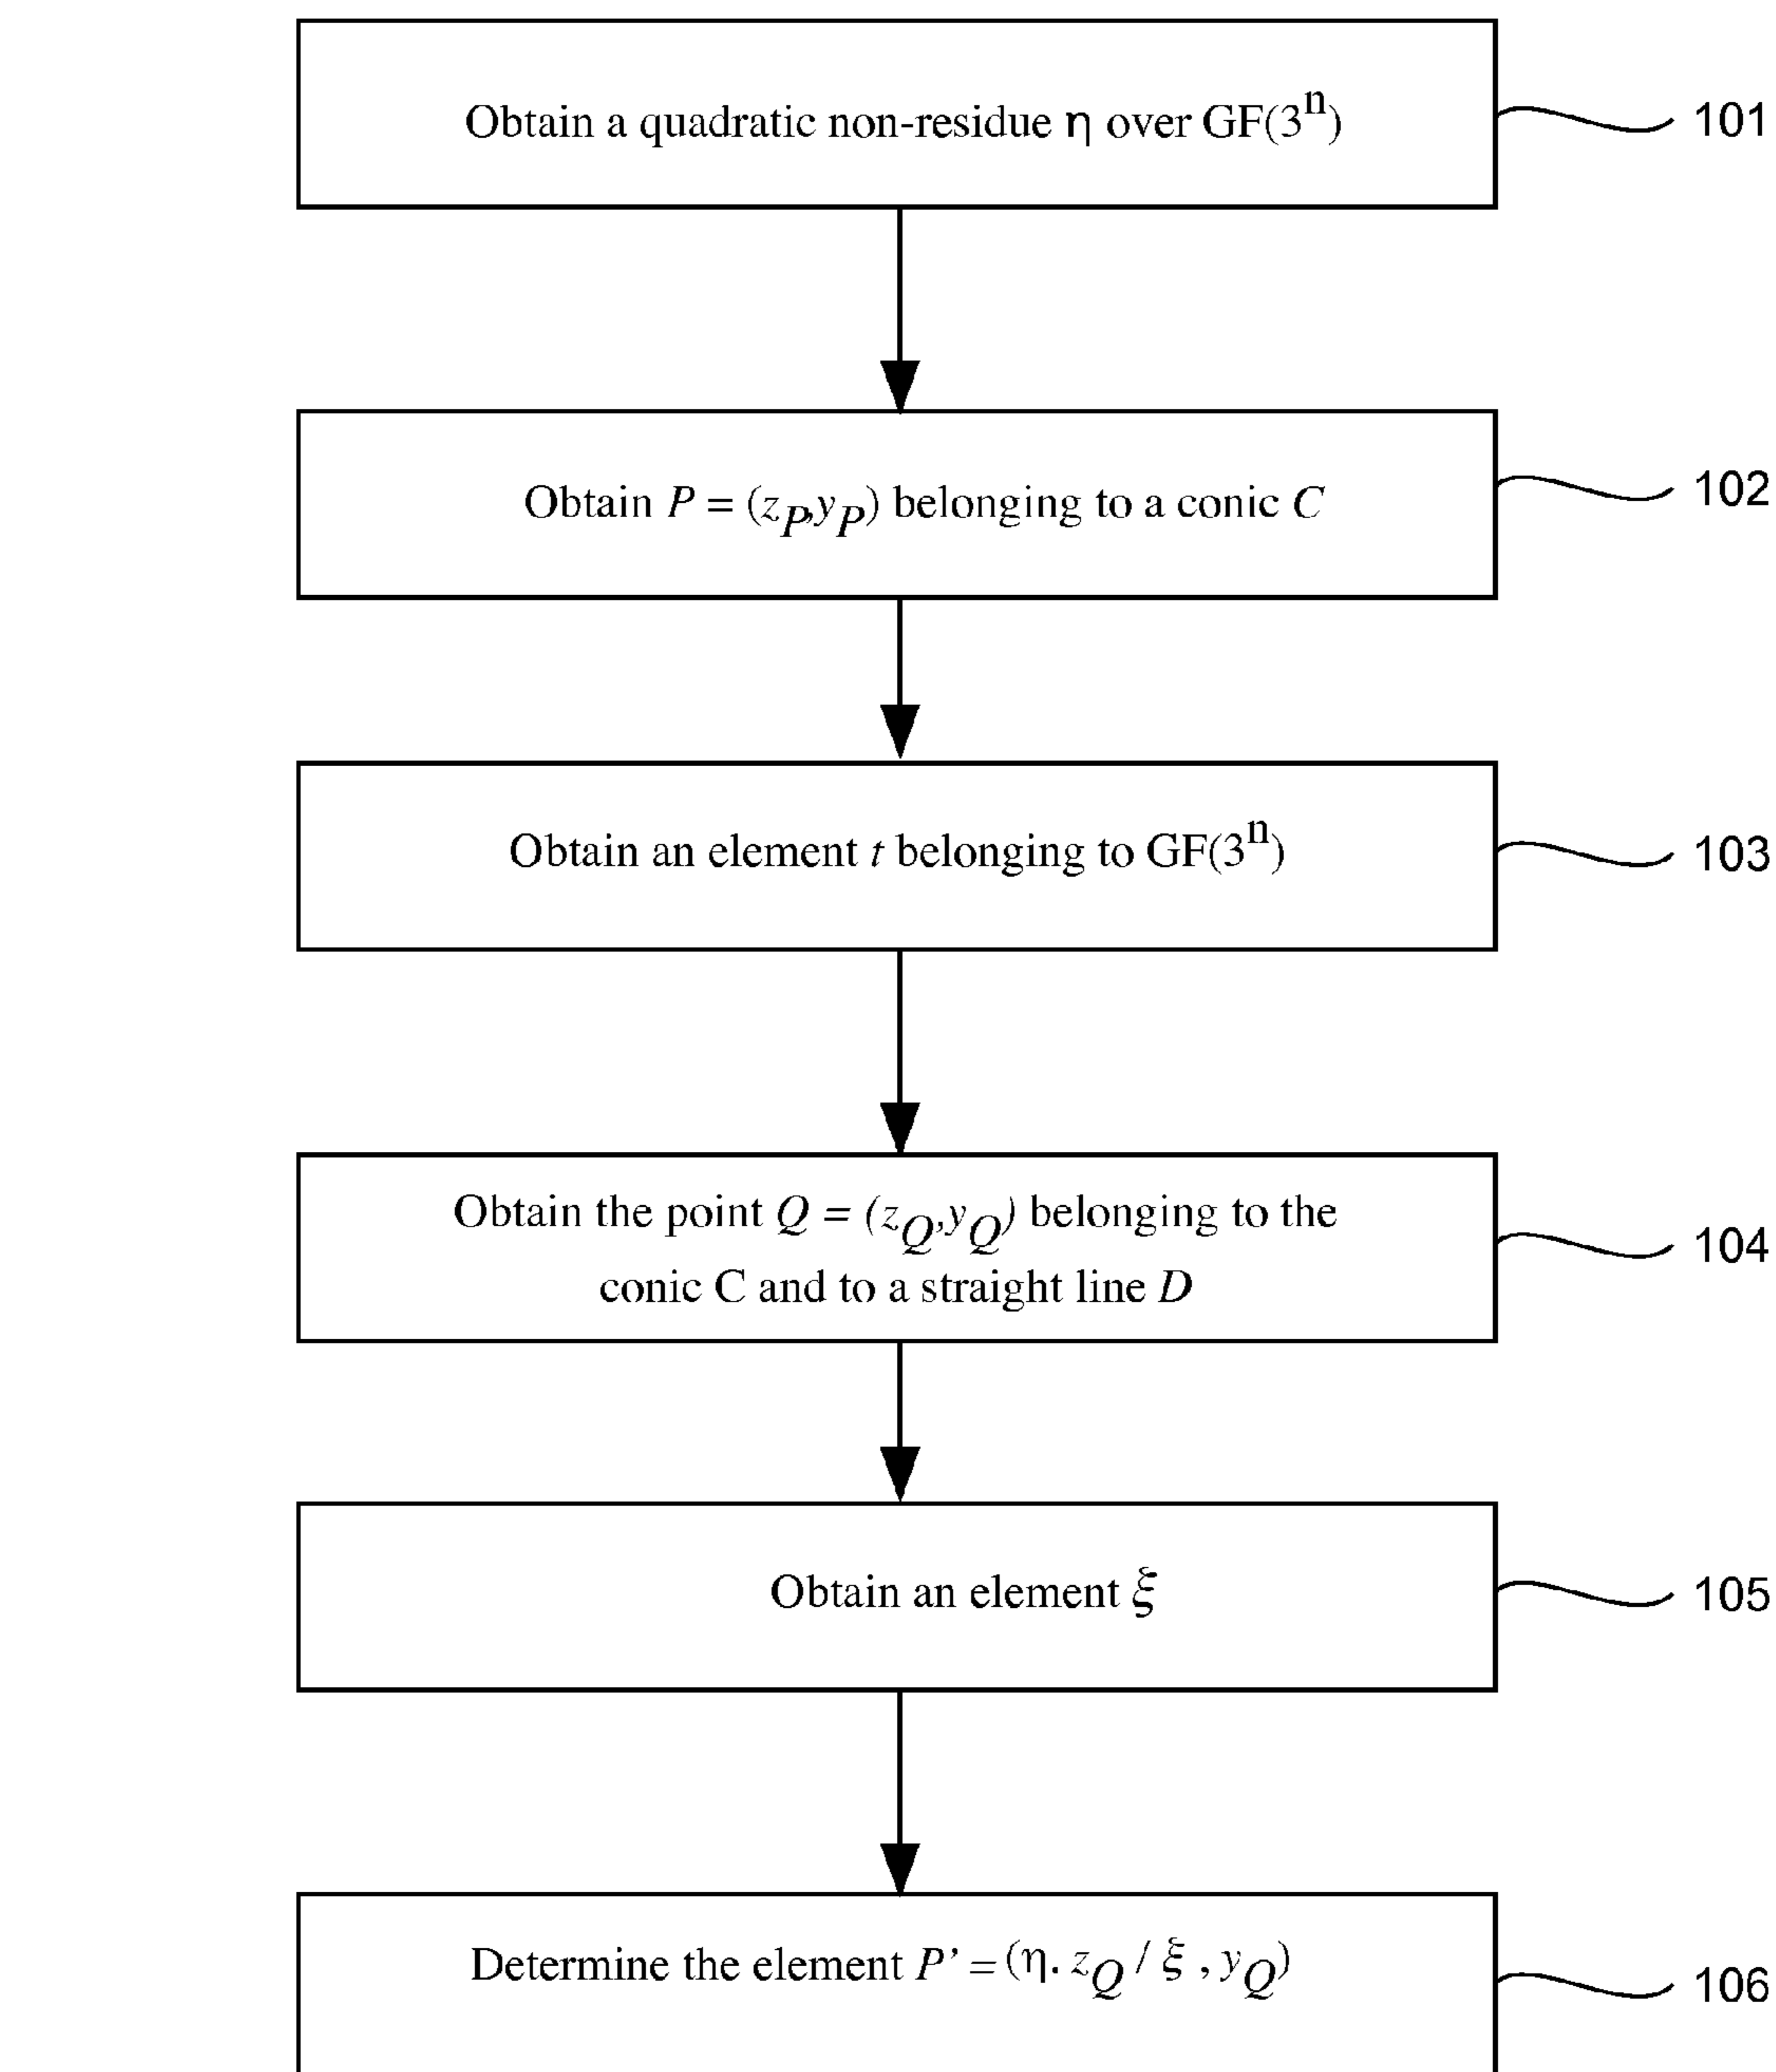 Obtain a quadratic non-residue η over GF(3ⁿ)
101
Obtain P = (z_P,y_P) belonging to a conic C
102
Obtain an element t belonging to GF(3ⁿ)
103
Obtain the point Q = (z_Q,y_Q) belonging to the
conic C and to a straight line D
104
Obtain an element ξ
105
Determine the element P’ = (η. z_Q / ξ , y_Q)
106